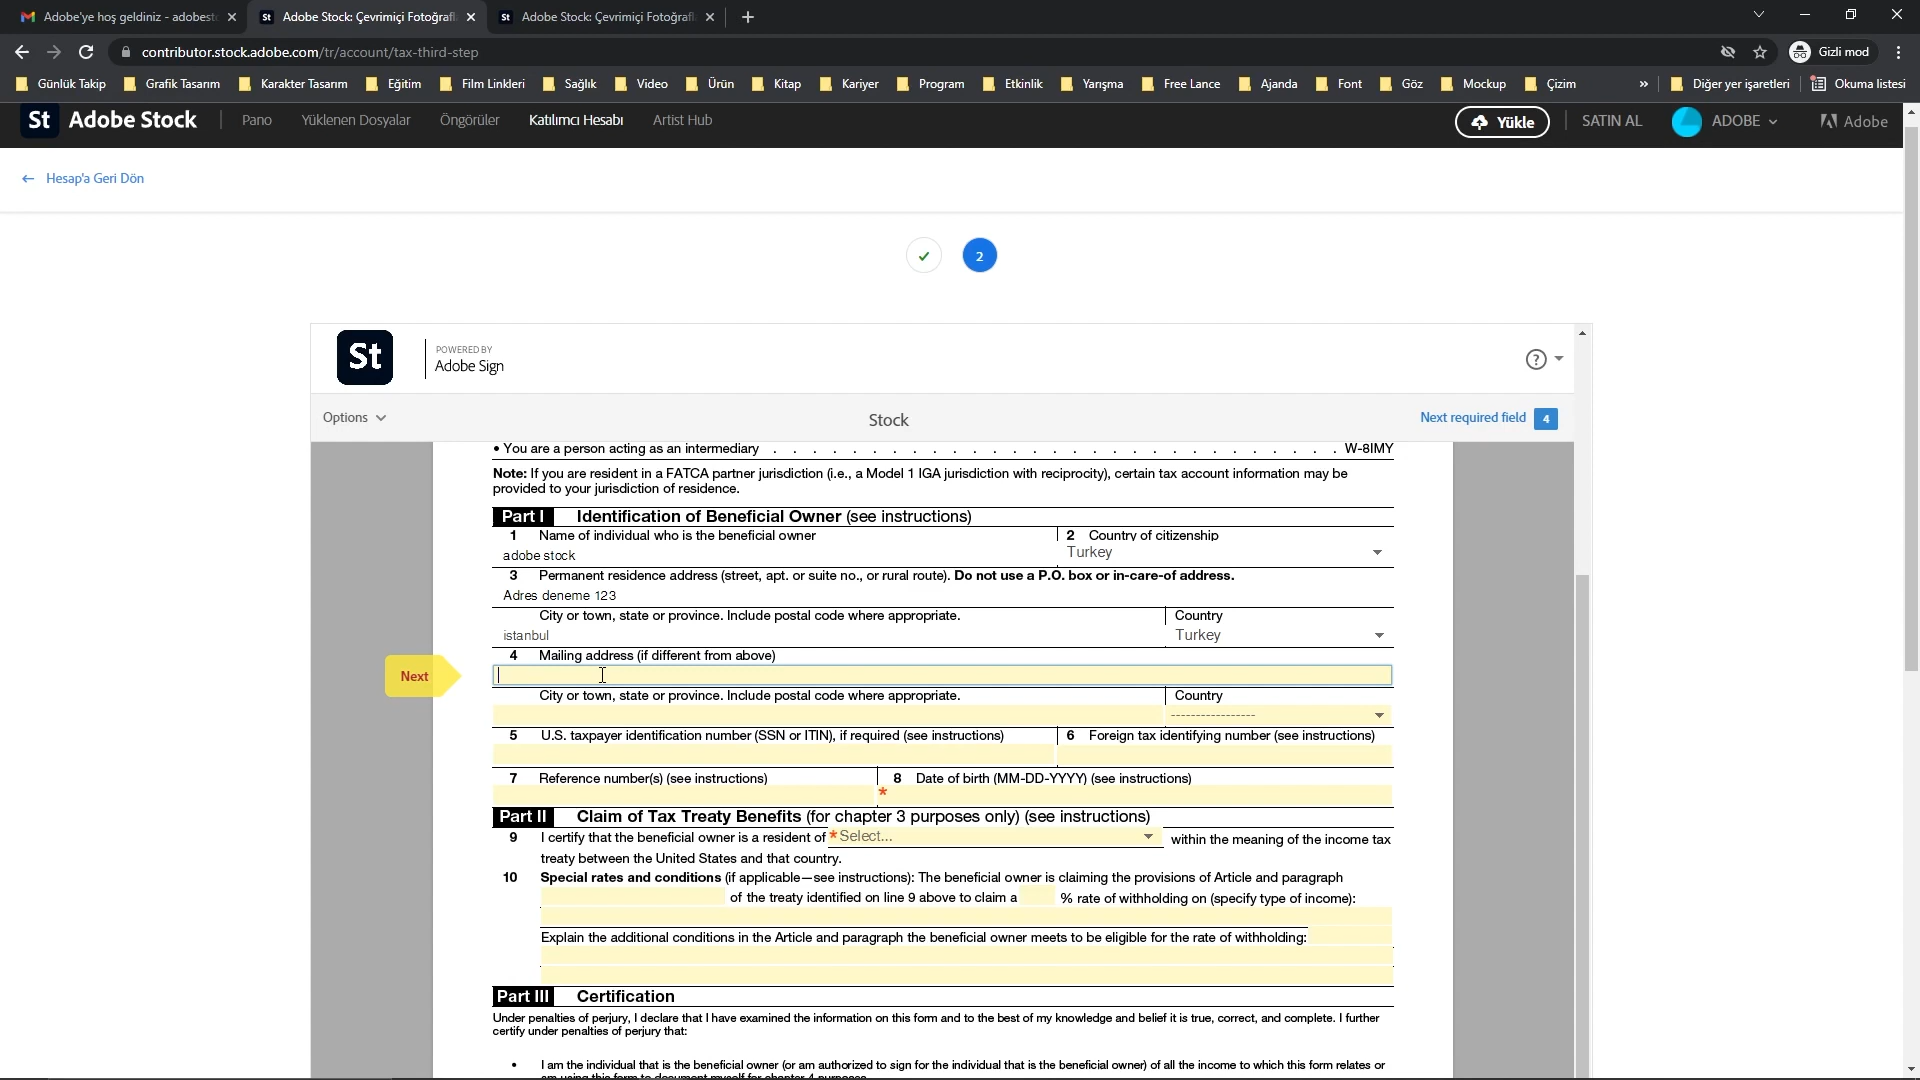 Adobe'ye hoş geldiniz - adobest
Adobe Stock: Çevrimiçi Fotoğrafl
Adobe Stock: Çevrimiçi Fotoğrafl
contributor.stock.adobe.com/tr/account/tax-third-step
Gizli mod
Günlük Takip
Grafik Tasarım
Karakter Tasarım
Eğitim
Film Linkleri
Sağlık
Video
Ürün
Kitap
Kariyer
Program
Etkinlik
Yarışma
Free Lance
Ajanda
Font
Göz
Mockup
Çizim
»
Diğer yer işaretleri
Okuma listesi
St Adobe Stock
Pano
Yüklenen Dosyalar
Öngörüler
Katılımcı Hesabı
Artist Hub
Yükle
SATIN AL
ADOBE
Adobe
Hesap'a Geri Dön
2
St
POWERED BY
Adobe Sign
?
Options
Stock
Next required field 4
• You are a person acting as an intermediary . . . . . . . . . . . . . . . . . . . . . . . . . . . . . W-8IMY
Note: If you are resident in a FATCA partner jurisdiction (i.e., a Model 1 IGA jurisdiction with reciprocity), certain tax account information may be
provided to your jurisdiction of residence.
Part I Identification of Beneficial Owner (see instructions)
1 Name of individual who is the beneficial owner
2 Country of citizenship
adobe stock
Turkey
3 Permanent residence address (street, apt. or suite no., or rural route). Do not use a P.O. box or in-care-of address.
Adres deneme 123
City or town, state or province. Include postal code where appropriate.
Country
istanbul
Turkey
4 Mailing address (if different from above)
Next
City or town, state or province. Include postal code where appropriate.
Country
-----------------
5 U.S. taxpayer identification number (SSN or ITIN), if required (see instructions)
6 Foreign tax identifying number (see instructions)
7 Reference number(s) (see instructions)
8 Date of birth (MM-DD-YYYY) (see instructions)
*
Part II Claim of Tax Treaty Benefits (for chapter 3 purposes only) (see instructions)
9 I certify that the beneficial owner is a resident of *Select... within the meaning of the income tax
treaty between the United States and that country.
10 Special rates and conditions (if applicable—see instructions): The beneficial owner is claiming the provisions of Article and paragraph
of the treaty identified on line 9 above to claim a % rate of withholding on (specify type of income):
Explain the additional conditions in the Article and paragraph the beneficial owner meets to be eligible for the rate of withholding:
Part III Certification
Under penalties of perjury, I declare that I have examined the information on this form and to the best of my knowledge and belief it is true, correct, and complete. I further
certify under penalties of perjury that:
• I am the individual that is the beneficial owner (or am authorized to sign for the individual that is the beneficial owner) of all the income to which this form relates or
am using this form to document myself for chapter 4 purposes